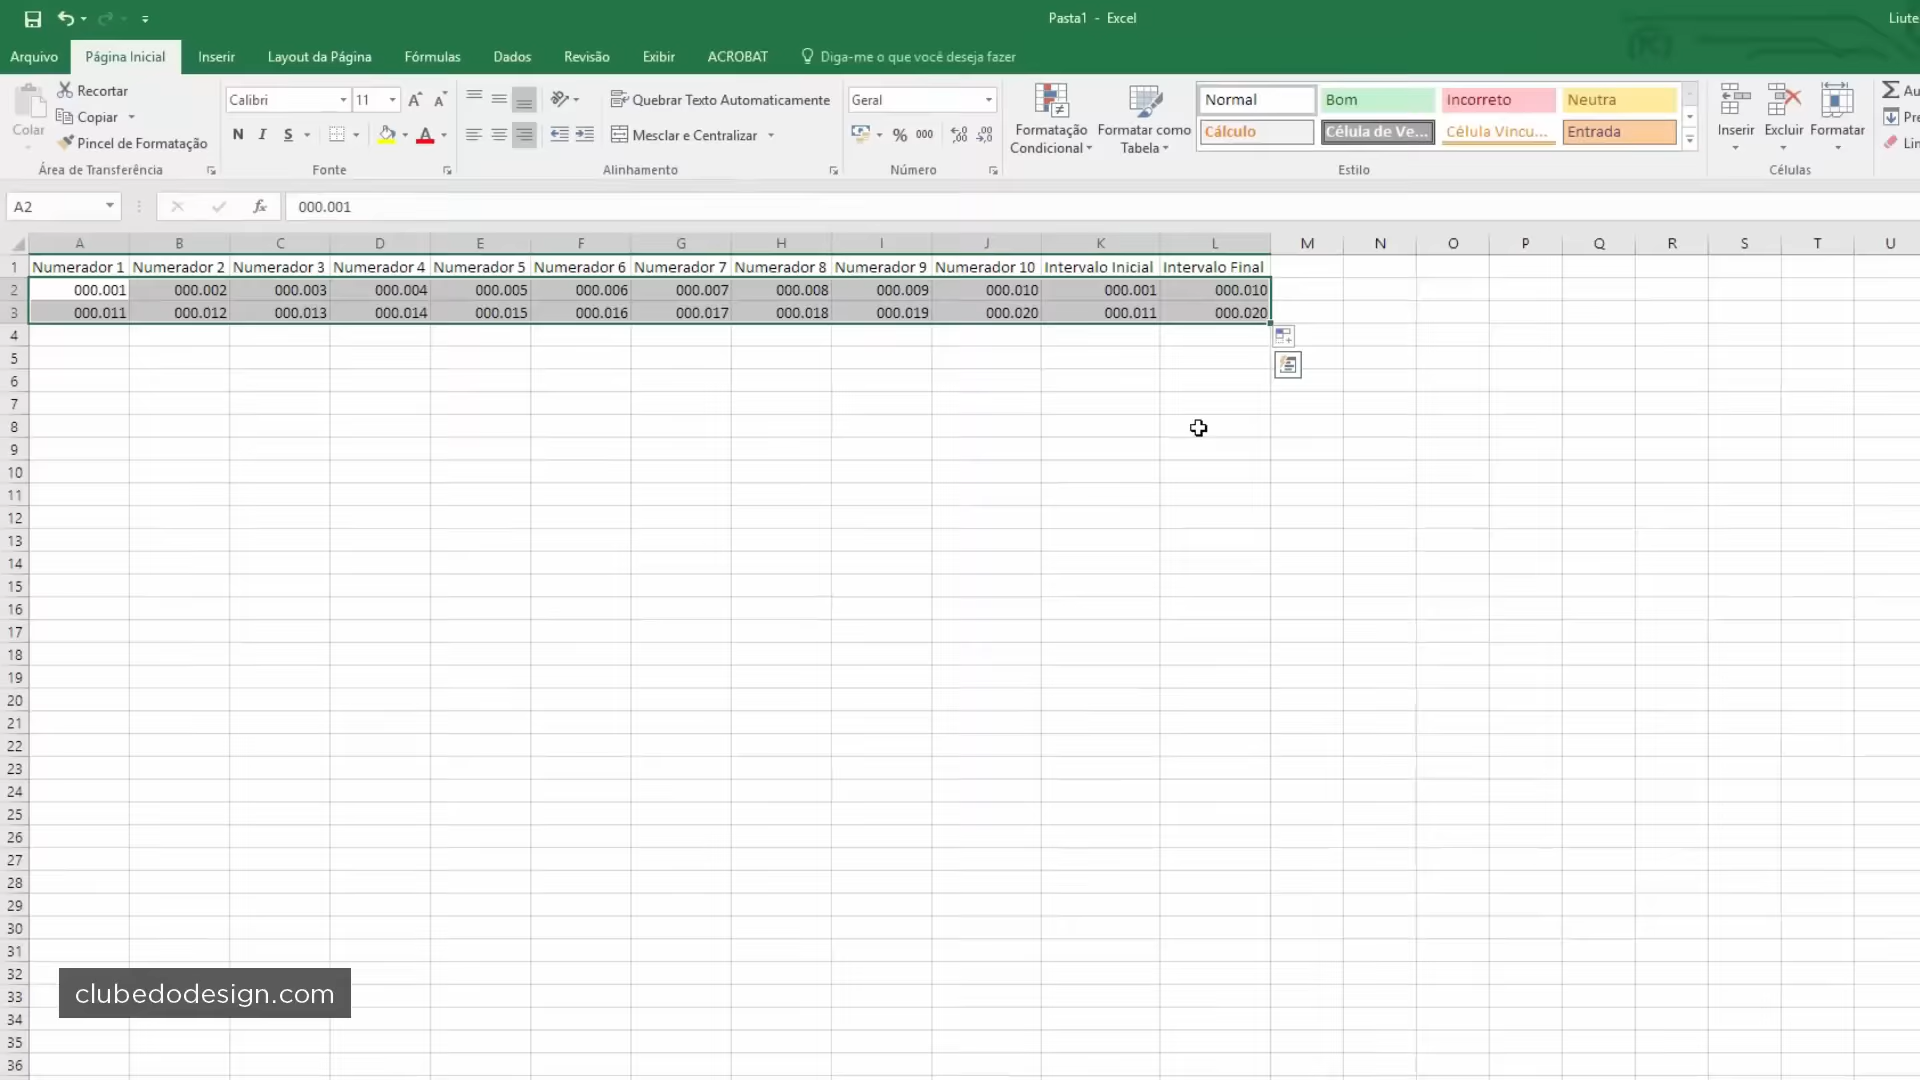 Pasta1 - Excel
Liute
Arquivo Página Inicial Inserir Layout da Página Fórmulas Dados Revisão Exibir ACROBAT Diga-me o que você deseja fazer
Colar
Recortar
Copiar
Pincel de Formatação
Área de Transferência
Calibri 11
N I S
Fonte
Quebrar Texto Automaticamente
Mesclar e Centralizar
Alinhamento
Geral
% 000
Número
Formatação Condicional
Formatar como Tabela
Normal Bom Incorreto Neutra
Cálculo Célula de Ve... Célula Vincu... Entrada
Estilo
Inserir Excluir Formatar
Células
Au
Pre
Lin
A2 fx 000.001
A B C D E F G H I J K L M N O P Q R S T U
1 Numerador 1 Numerador 2 Numerador 3 Numerador 4 Numerador 5 Numerador 6 Numerador 7 Numerador 8 Numerador 9 Numerador 10 Intervalo Inicial Intervalo Final
2 000.001 000.002 000.003 000.004 000.005 000.006 000.007 000.008 000.009 000.010 000.001 000.010
3 000.011 000.012 000.013 000.014 000.015 000.016 000.017 000.018 000.019 000.020 000.011 000.020
4
5
6
7
8
9
10
11
12
13
14
15
16
17
18
19
20
21
22
23
24
25
26
27
28
29
30
31
32
33
34
35
36
clubedodesign.com